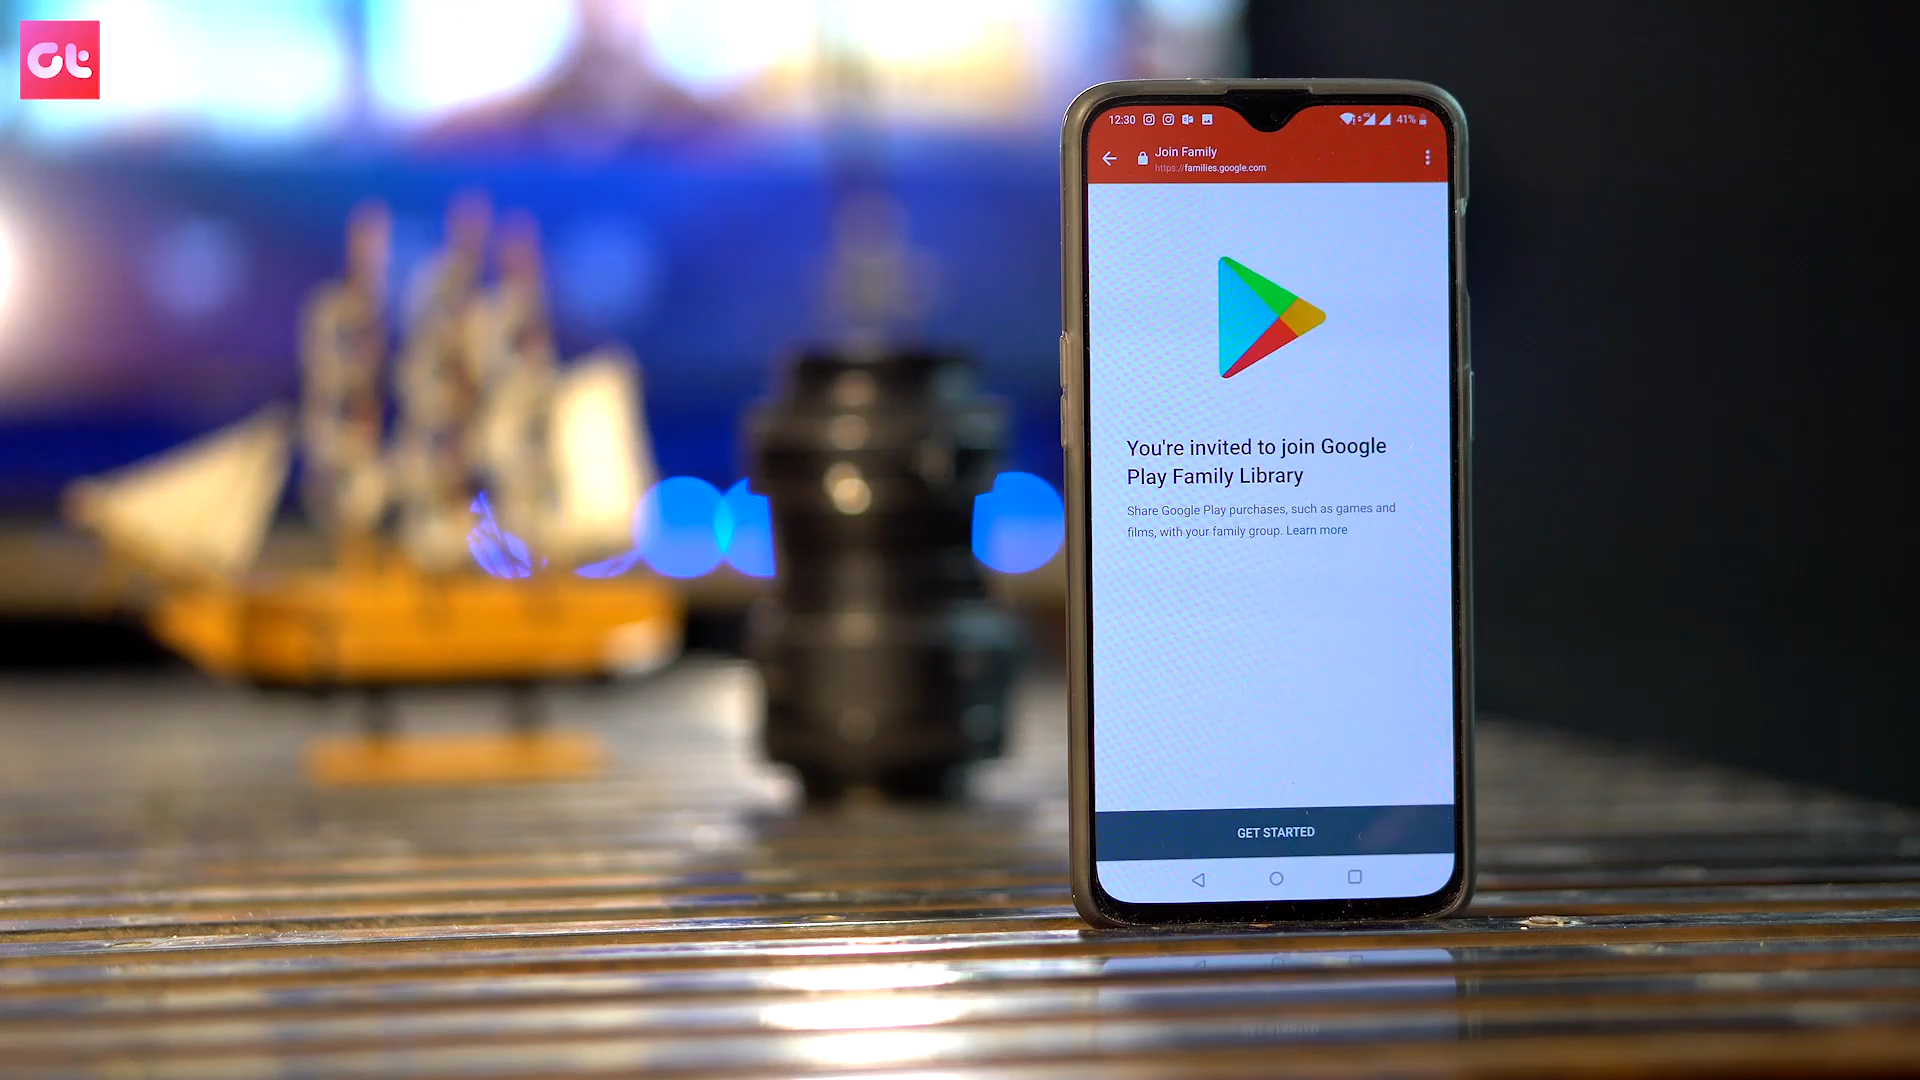 Gt
12:30
41%
Join Family
https://families.google.com
You're invited to join Google
Play Family Library
Share Google Play purchases, such as games and
films, with your family group. Learn more
GET STARTED